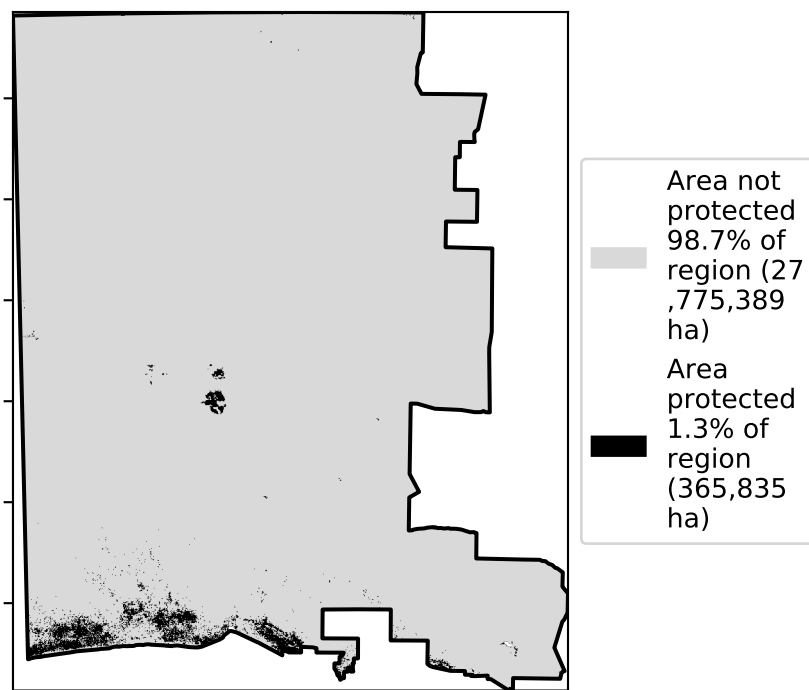 Area not
protected
98.7% of
region (27
,775,389
ha)
Area
protected
1.3% of
region
(365,835
ha)